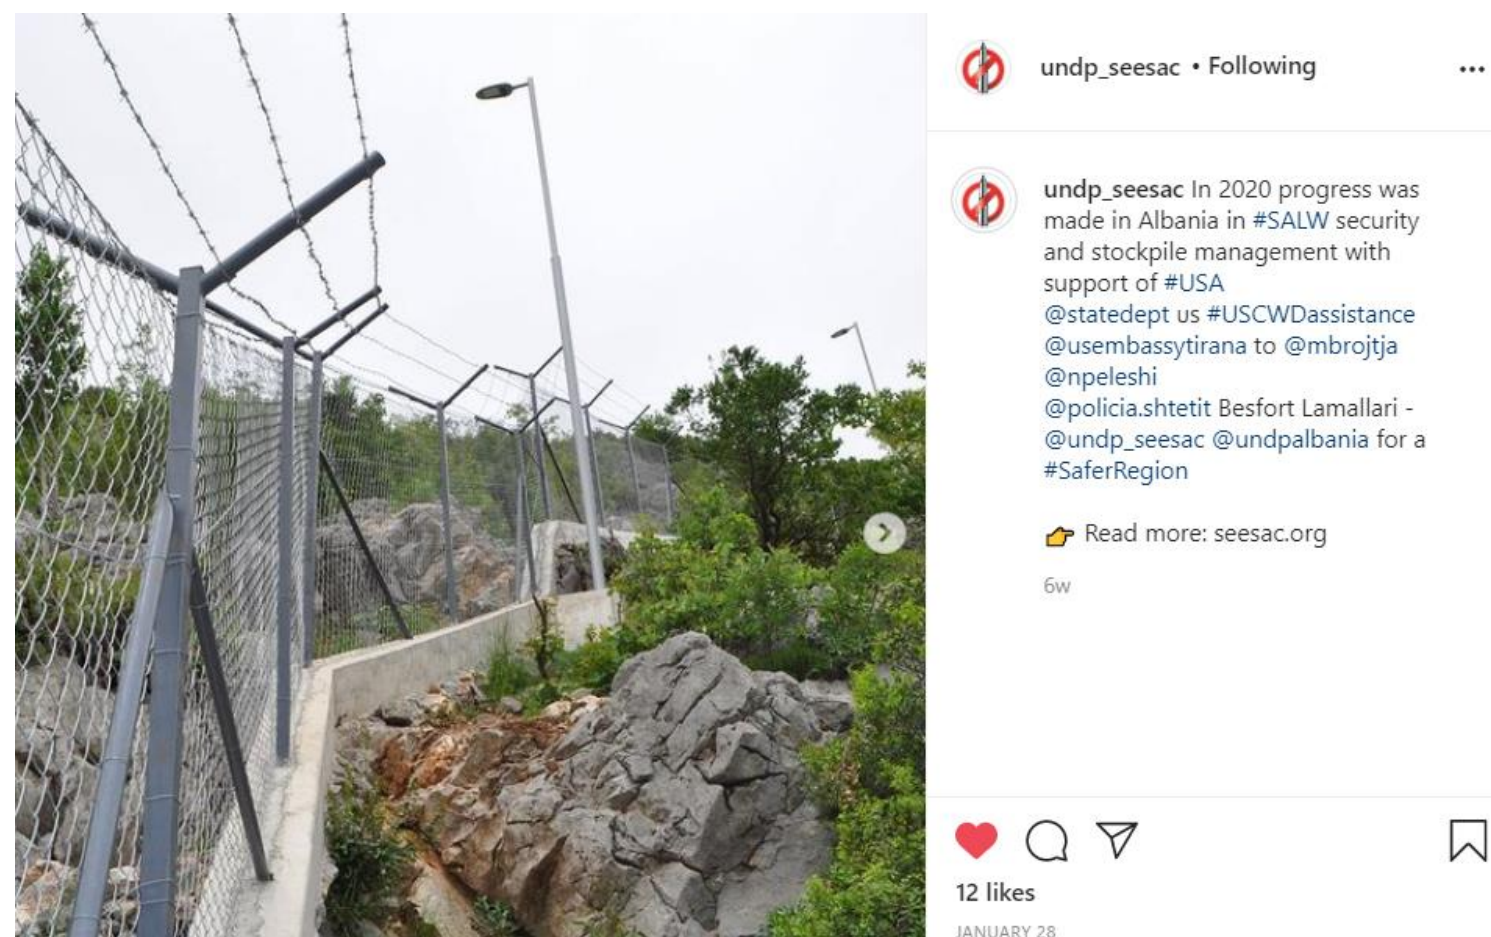 undp_seesac • Following
undp_seesac In 2020 progress was
made in Albania in #SALW security
and stockpile management with
support of #USA
@statedept us #USCWDassistance
@usembassytirana to @mbrojtja
@npeleshi
@policia.shtetit Besfort Lamallari -
@undp_seesac @undpalbania for a
#SaferRegion
👉 Read more: seesac.org
6w
12 likes
JANUARY 28